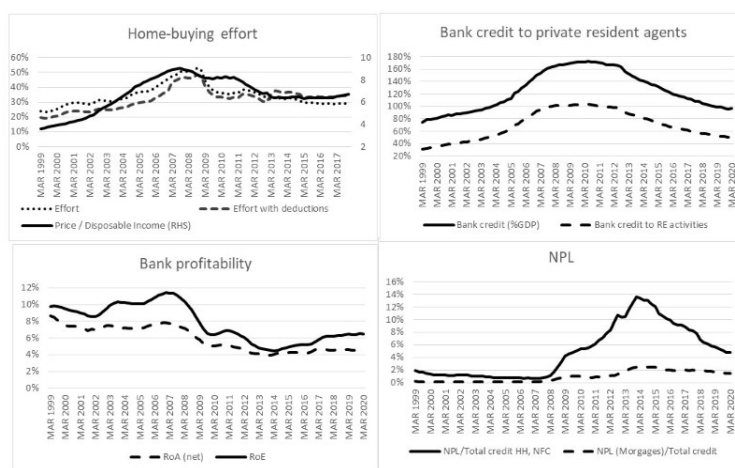 Home-buying effort
60% 10
50% 8
40%
30% 6
20% 4
10%
0% 2
MAR 1999
MAR 2000
MAR 2001
MAR 2002
MAR 2003
MAR 2004
MAR 2005
MAR 2006
MAR 2007
MAR 2008
MAR 2009
MAR 2010
MAR 2011
MAR 2012
MAR 2013
MAR 2014
MAR 2015
MAR 2016
MAR 2017
Effort Effort with deductions
Price / Disposable Income (RHS)
Bank credit to private resident agents
180%
160%
140%
120%
100%
80%
60%
40%
20%
MAR 1999
MAR 2000
MAR 2001
MAR 2002
MAR 2003
MAR 2004
MAR 2005
MAR 2006
MAR 2007
MAR 2008
MAR 2009
MAR 2010
MAR 2011
MAR 2012
MAR 2013
MAR 2014
MAR 2015
MAR 2016
MAR 2017
MAR 2018
MAR 2019
MAR 2020
Bank credit (%GDP) Bank credit to RE activities
Bank profitability
12%
10%
8%
6%
4%
2%
0%
MAR 1999
MAR 2000
MAR 2001
MAR 2002
MAR 2003
MAR 2004
MAR 2005
MAR 2006
MAR 2007
MAR 2008
MAR 2009
MAR 2010
MAR 2011
MAR 2012
MAR 2013
MAR 2014
MAR 2015
MAR 2016
MAR 2017
MAR 2018
MAR 2019
MAR 2020
RoA (net) RoE
NPL
16%
14%
12%
10%
8%
6%
4%
2%
0%
MAR 1999
MAR 2000
MAR 2001
MAR 2002
MAR 2003
MAR 2004
MAR 2005
MAR 2006
MAR 2007
MAR 2008
MAR 2009
MAR 2010
MAR 2011
MAR 2012
MAR 2013
MAR 2014
MAR 2015
MAR 2016
MAR 2017
MAR 2018
MAR 2019
MAR 2020
NPL/Total credit HH, NFC NPL (Morgages)/Total credit